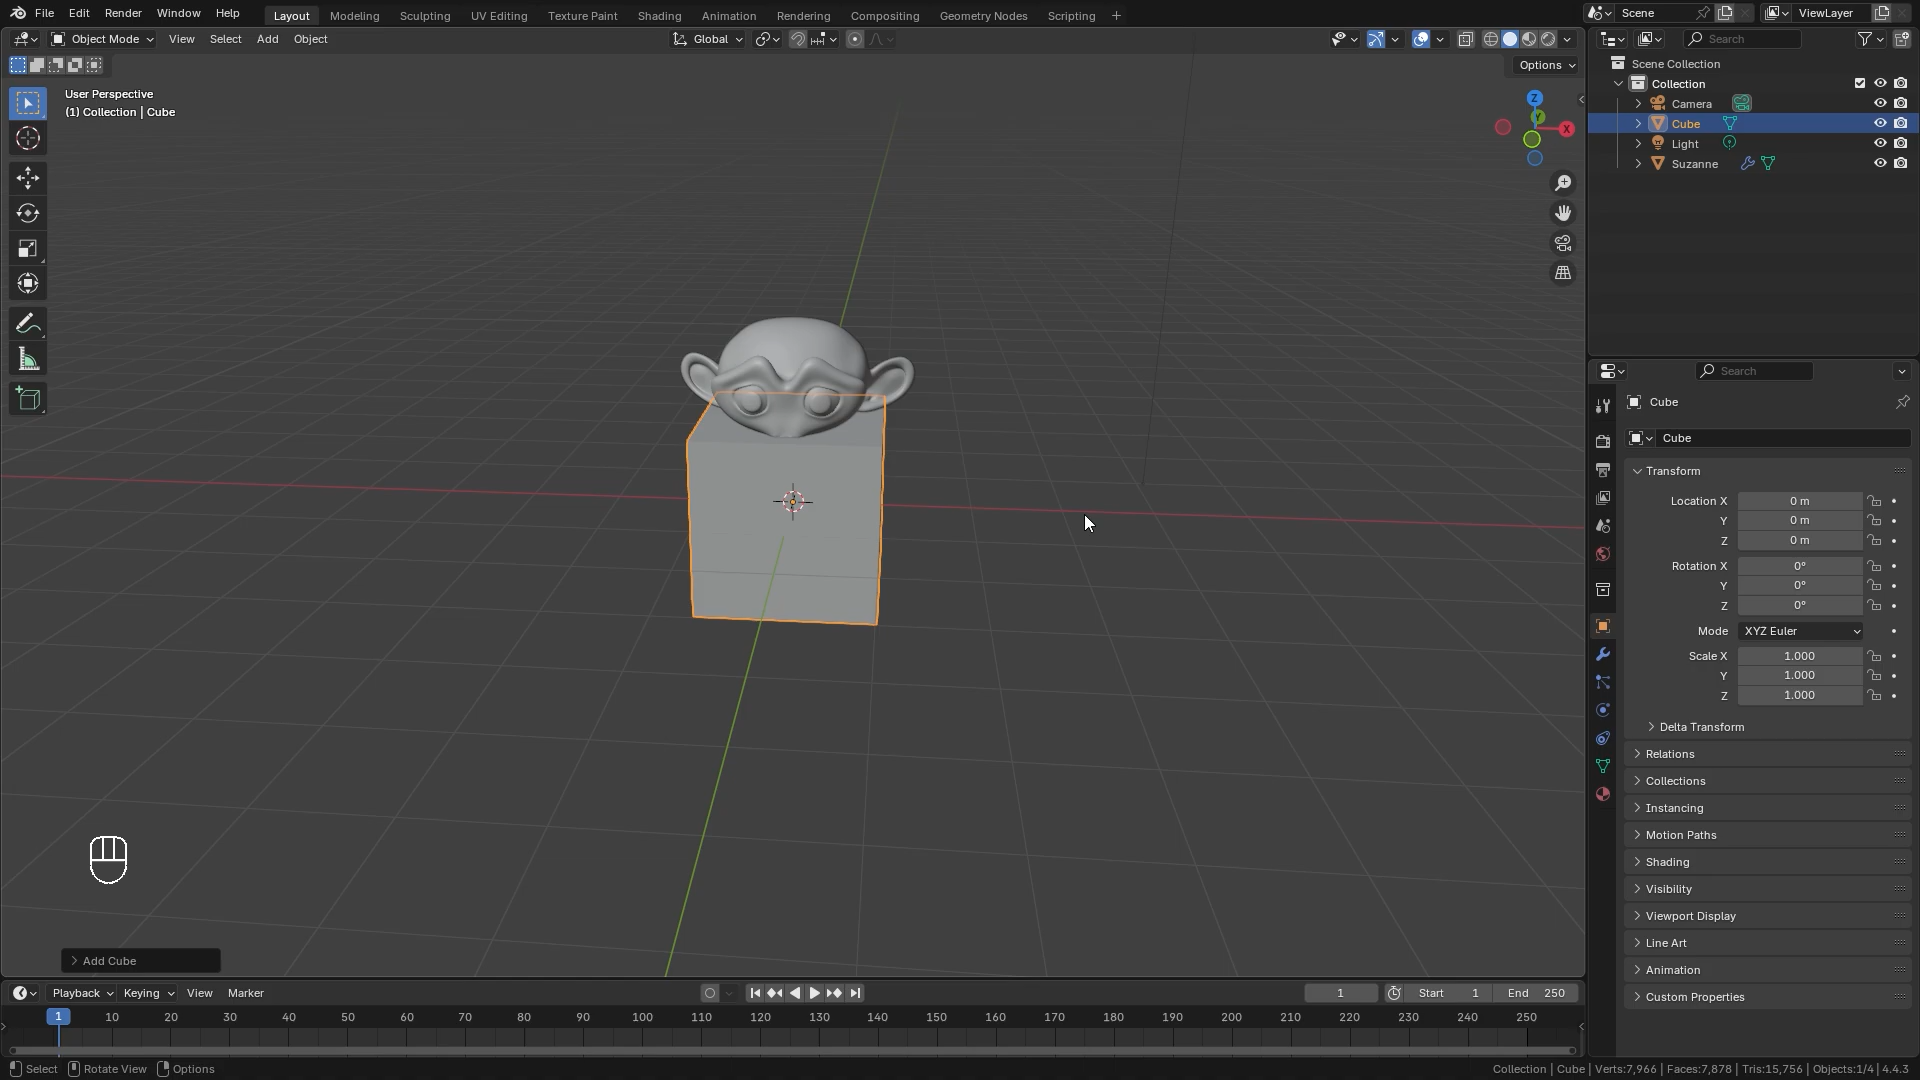 File Edit Render Window Help Layout Modeling Sculpting UV Editing Texture Paint Shading Animation Rendering Compositing Geometry Nodes Scripting + Scene ViewLayer
Object Mode View Select Add Object Global Search
Options
User Perspective
(1) Collection | Cube
Z
Y
X
Scene Collection
Collection
Camera
Cube
Light
Suzanne
Search
Cube
Cube
Transform
Location X 0 m
Y 0 m
Z 0 m
Rotation X 0°
Y 0°
Z 0°
Mode XYZ Euler
Scale X 1.000
Y 1.000
Z 1.000
Delta Transform
Relations
Collections
Instancing
Motion Paths
Shading
Visibility
Viewport Display
Line Art
Animation
Custom Properties
Add Cube
Playback Keying View Marker 1 Start 1 End 250
1 10 20 30 40 50 60 70 80 90 100 110 120 130 140 150 160 170 180 190 200 210 220 230 240 250
Select Rotate View Options Collection | Cube | Verts:7,966 | Faces:7,878 | Tris:15,756 | Objects:1/4 | 4.4.3